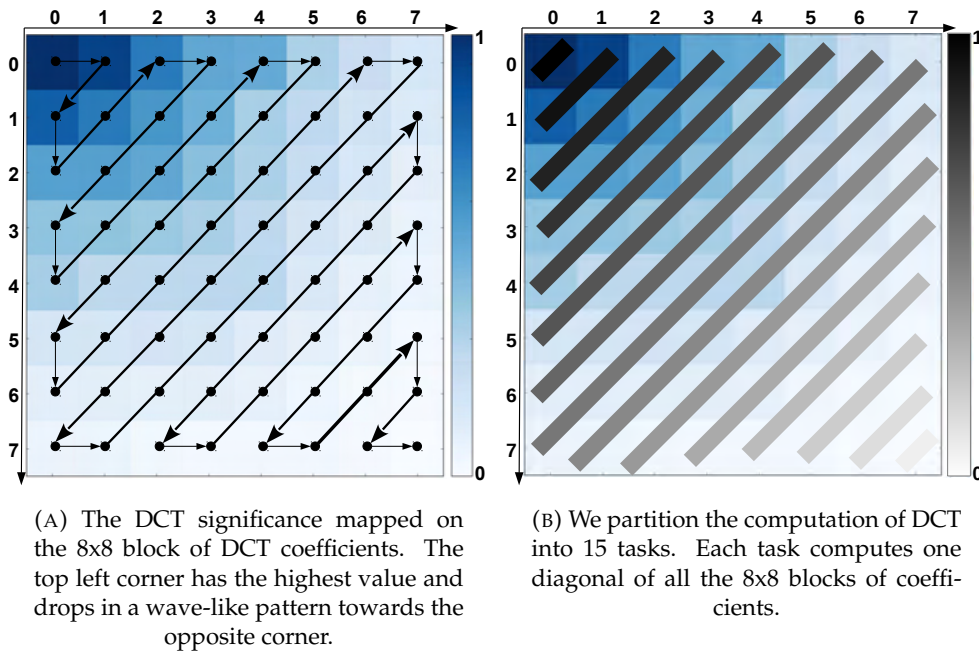 0 1 2 3 4 5 6 7
0
1
2
3
4
5
6
7
1
0
0 1 2 3 4 5 6 7
0
1
2
3
4
5
6
7
1
0
(A) The DCT significance mapped on
the 8x8 block of DCT coefficients. The
top left corner has the highest value and
drops in a wave-like pattern towards the
opposite corner.
(B) We partition the computation of DCT
into 15 tasks. Each task computes one
diagonal of all the 8x8 blocks of coeffi-
cients.